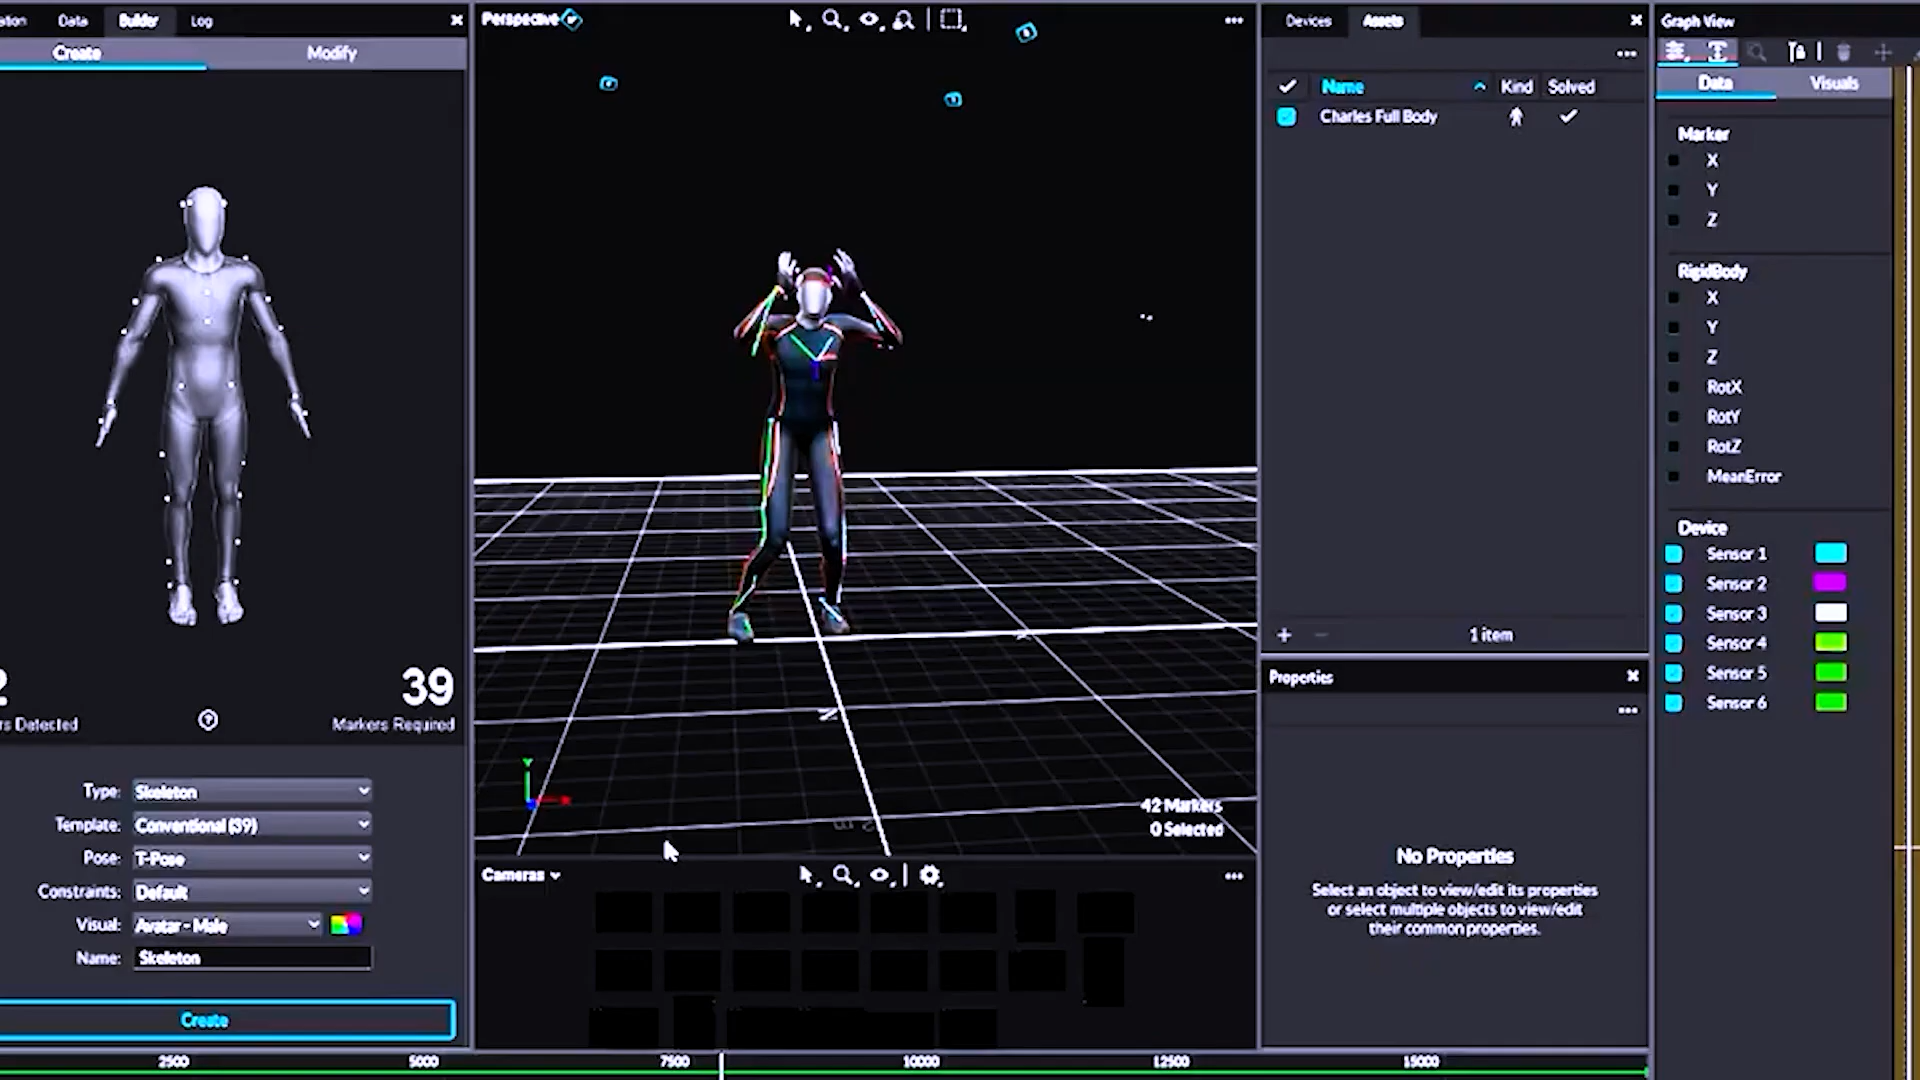 Data
Builder
Log
Create
Modify
39
Markers Required
Type:
Skeleton
Template:
Conventional (39)
Pose:
T-Pose
Constraints:
Default
Visual:
Avatar - Male
Name:
Skeleton
Create
Perspective
42 Markers
0 Selected
Cameras
Devices
Assets
Name
Kind
Solved
Charles Full Body
1 item
Properties
No Properties
Select an object to view/edit its properties
or select multiple objects to view/edit
their common properties.
Graph View
Data
Visuals
Marker
X
Y
Z
RigidBody
X
Y
Z
RotX
RotY
RotZ
MeanError
Device
Sensor 1
Sensor 2
Sensor 3
Sensor 4
Sensor 5
Sensor 6
2500
5000
7500
10000
12500
15000